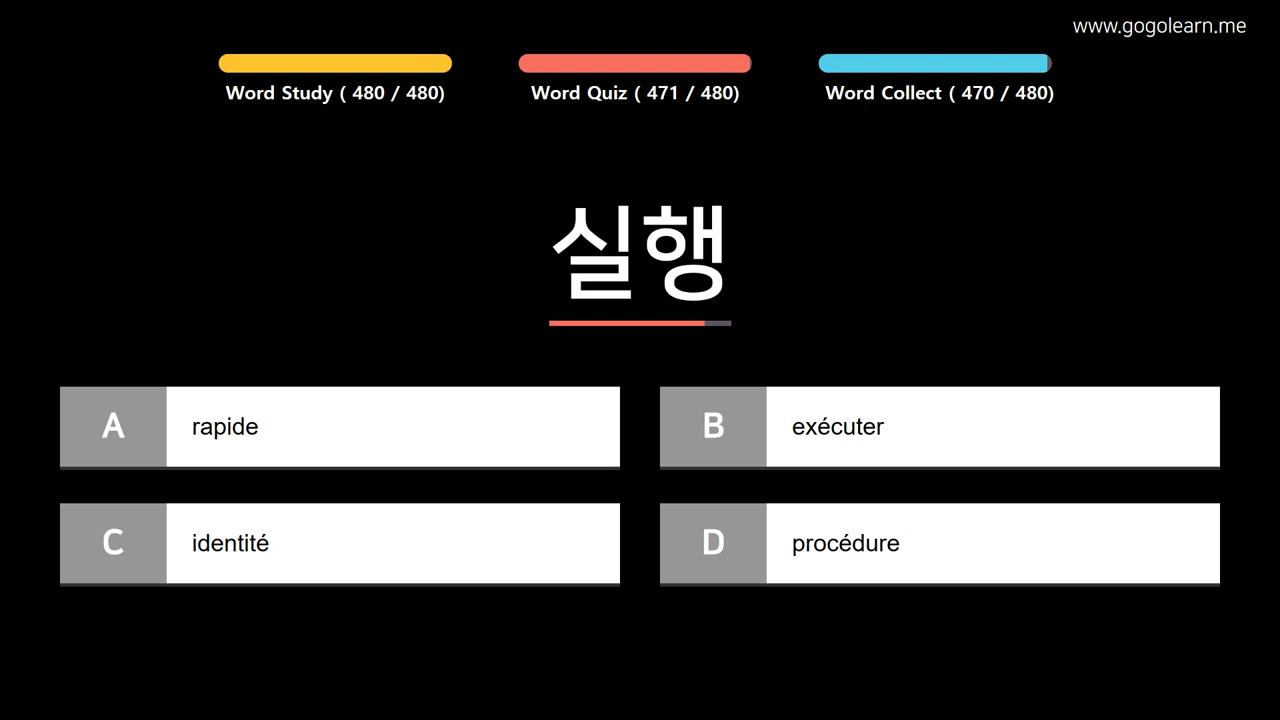 www.gogolearn.me
Word Study ( 480 / 480)
Word Quiz ( 471 / 480)
Word Collect ( 470 / 480)
실행
A rapide
B exécuter
C identité
D procédure